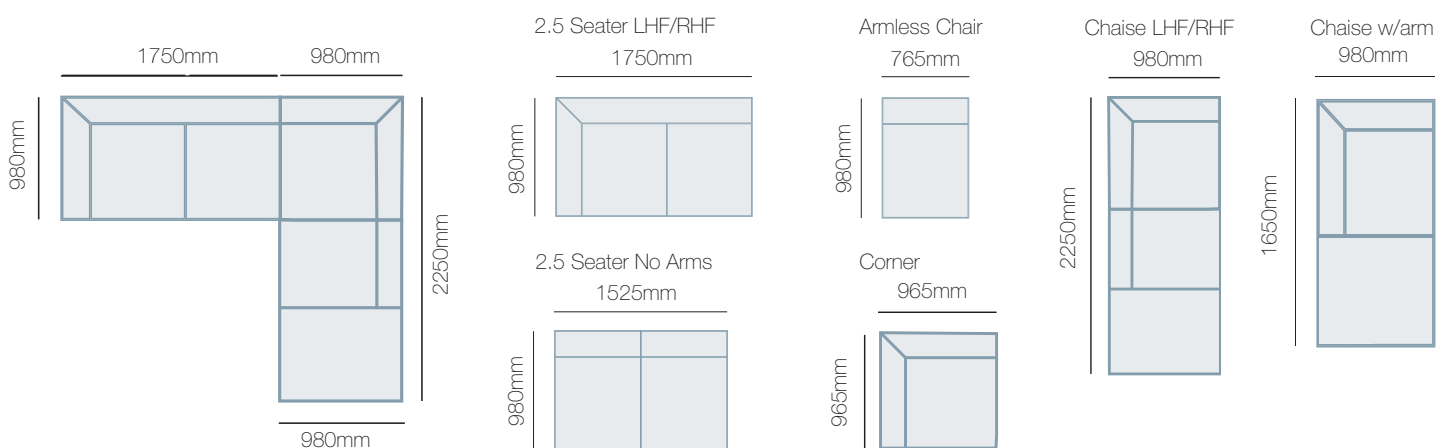 1750mm
980mm
980mm
2250mm
980mm
2.5 Seater LHF/RHF
1750mm
980mm
2.5 Seater No Arms
1525mm
980mm
Armless Chair
765mm
980mm
Corner
965mm
965mm
Chaise LHF/RHF
980mm
2250mm
Chaise w/arm
980mm
1650mm